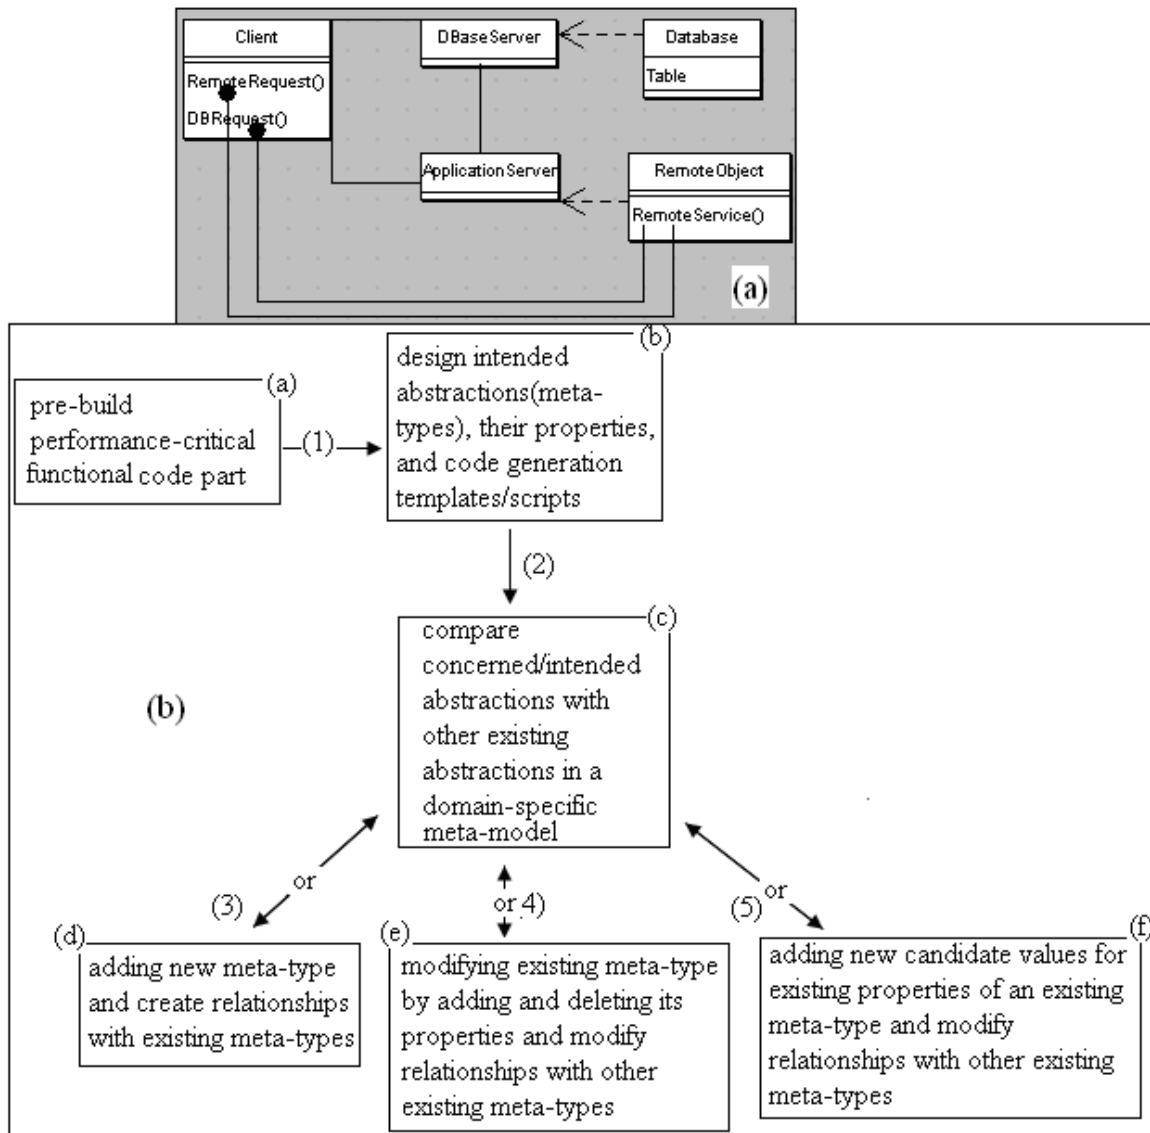 Client
DBaseServer
Database
RemoteRequest()
Table
DBRequest()
ApplicationServer
RemoteObject
RemoteService()
(a)
(b)
design intended
abstractions(meta-
types), their properties,
and code generation
templates/scripts
(a)
pre-build
performance-critical
functional code part
(1)
(2)
(c)
compare
concerned/intended
abstractions with
other existing
abstractions in a
domain-specific
meta-model
(b)
or
(3)
or 4)
or
(5)
(d)
adding new meta-type
and create relationships
with existing meta-types
(e)
modifying existing meta-type
by adding and deleting its
properties and modify
relationships with other
existing meta-types
(f)
adding new candidate values for
existing properties of an existing
meta-type and modify
relationships with other existing
meta-types